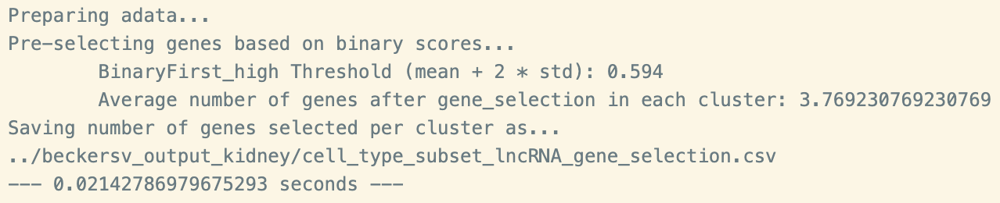 Preparing adata...
Pre-selecting genes based on binary scores...
BinaryFirst_high Threshold (mean + 2 * std): 0.594
Average number of genes after gene_selection in each cluster: 3.769230769230769
Saving number of genes selected per cluster as...
../beckersv_output_kidney/cell_type_subset_lncRNA_gene_selection.csv
--- 0.02142786979675293 seconds ---